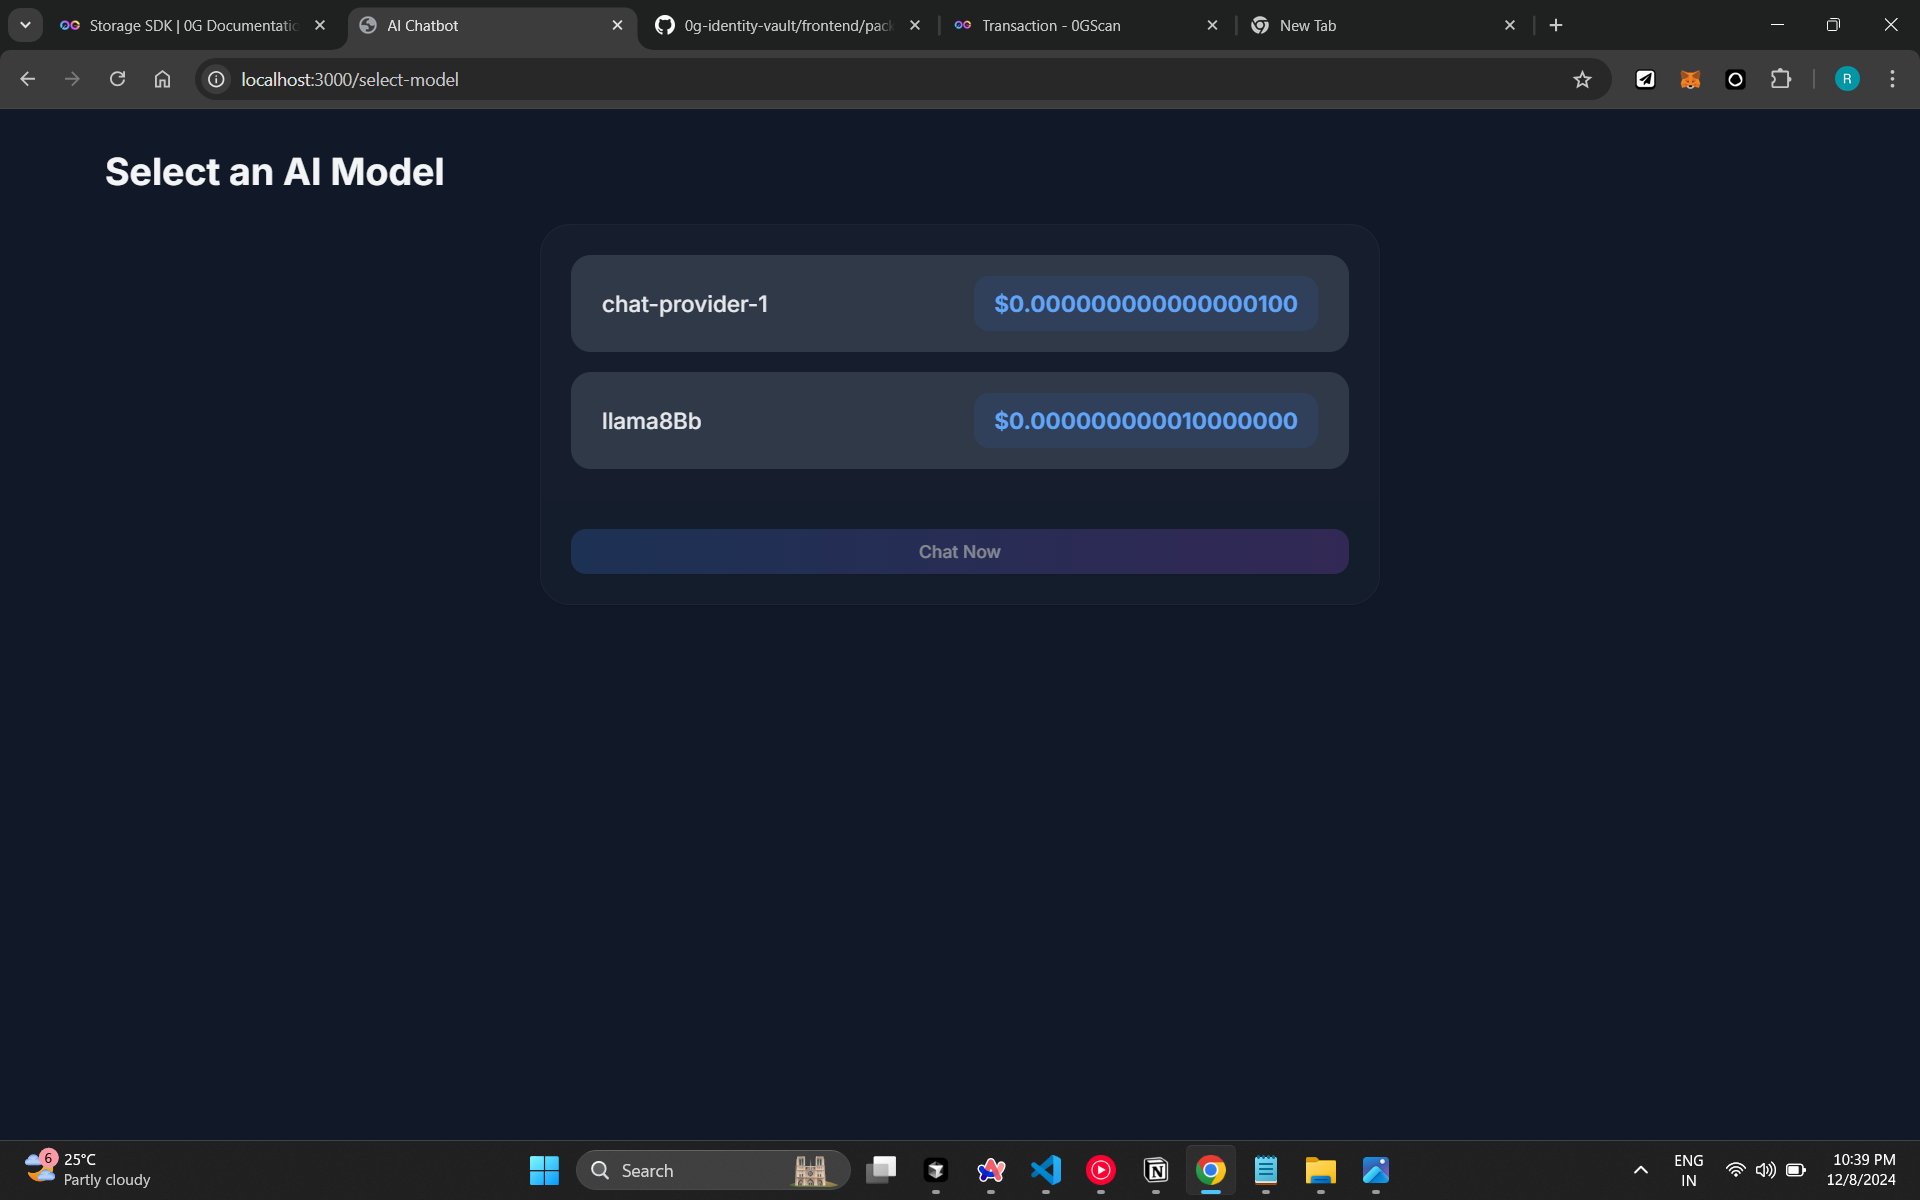 Storage SDK | 0G Documentatio
AI Chatbot
0g-identity-vault/frontend/pack
Transaction - 0GScan
New Tab
localhost:3000/select-model
R
Select an AI Model
chat-provider-1
$0.000000000000000100
llama8Bb
$0.000000000010000000
Chat Now
6
25°C
Partly cloudy
Search
ENG
IN
10:39 PM
12/8/2024